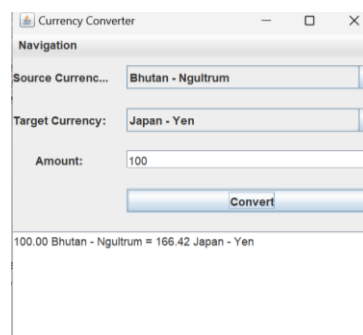 Currency Converter
Navigation
Source Currenc...
Bhutan - Ngultrum
Target Currency:
Japan - Yen
Amount:
100
Convert
100.00 Bhutan - Ngultrum = 166.42 Japan - Yen